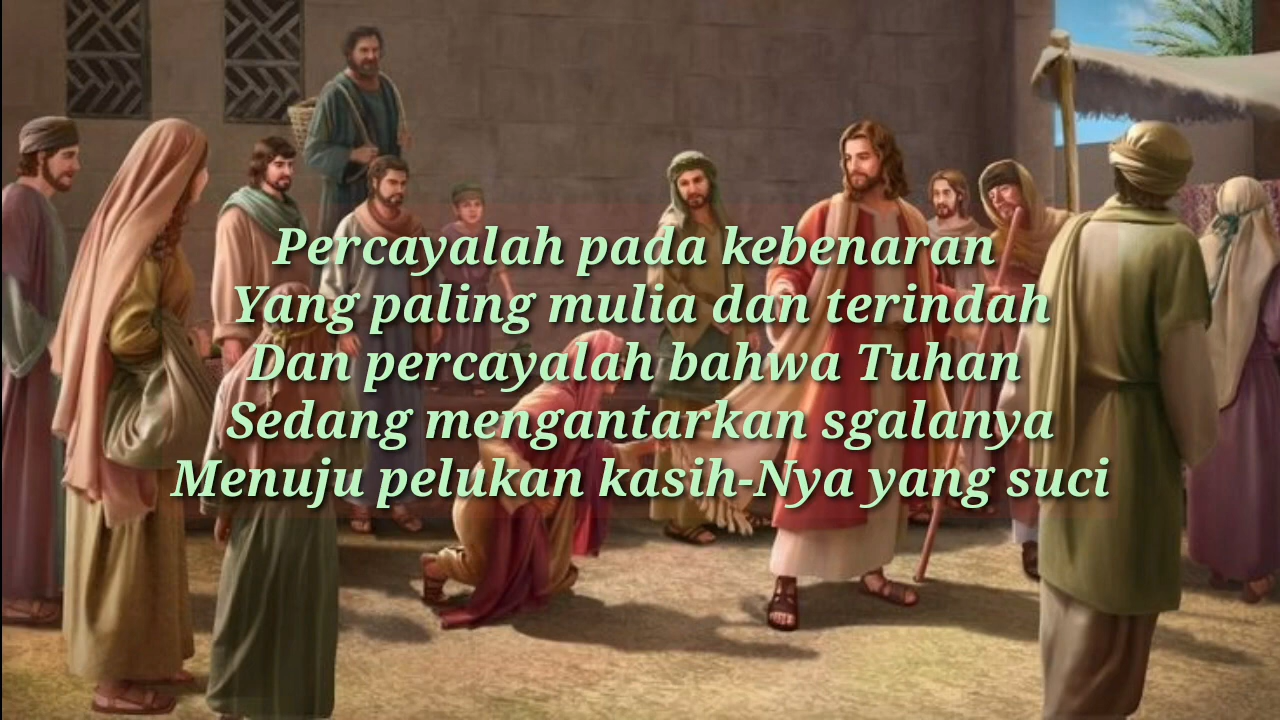 Percayalah pada kebenaran
Yang paling mulia dan terindah
Dan percayalah bahwa Tuhan
Sedang mengantarkan sgalanya
Menuju pelukan kasih-Nya yang suci